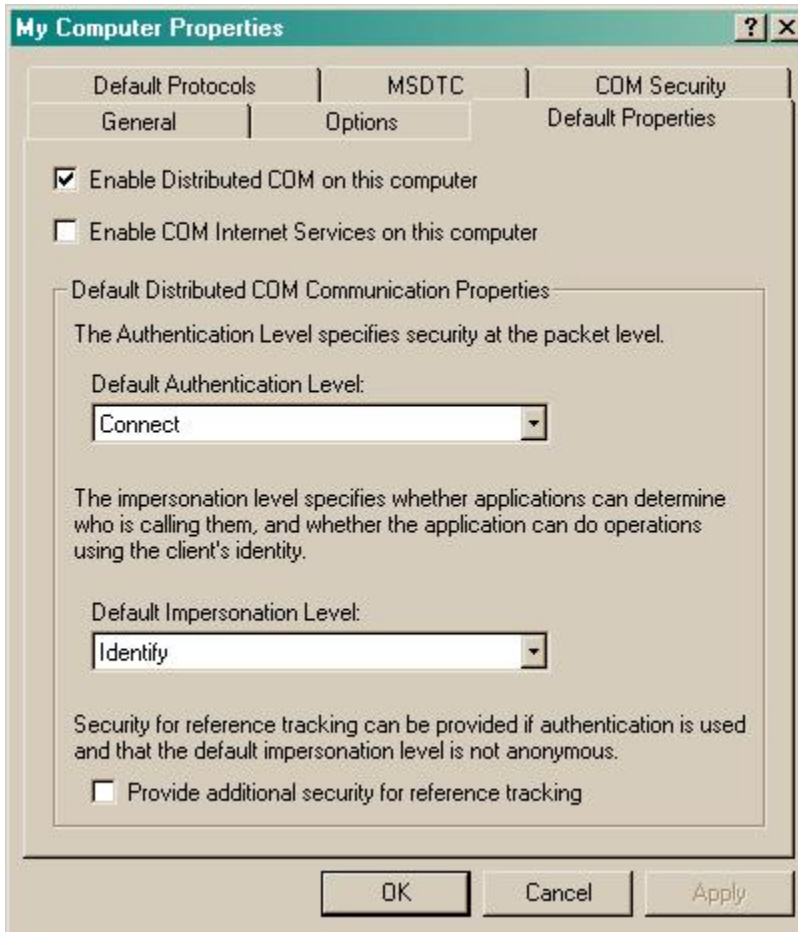 My Computer Properties
Default Protocols MSDTC COM Security
General Options Default Properties
Enable Distributed COM on this computer
Enable COM Internet Services on this computer
Default Distributed COM Communication Properties
The Authentication Level specifies security at the packet level.
Default Authentication Level:
Connect
The impersonation level specifies whether applications can determine
who is calling them, and whether the application can do operations
using the client's identity.
Default Impersonation Level:
Identify
Security for reference tracking can be provided if authentication is used
and that the default impersonation level is not anonymous.
Provide additional security for reference tracking
OK Cancel Apply